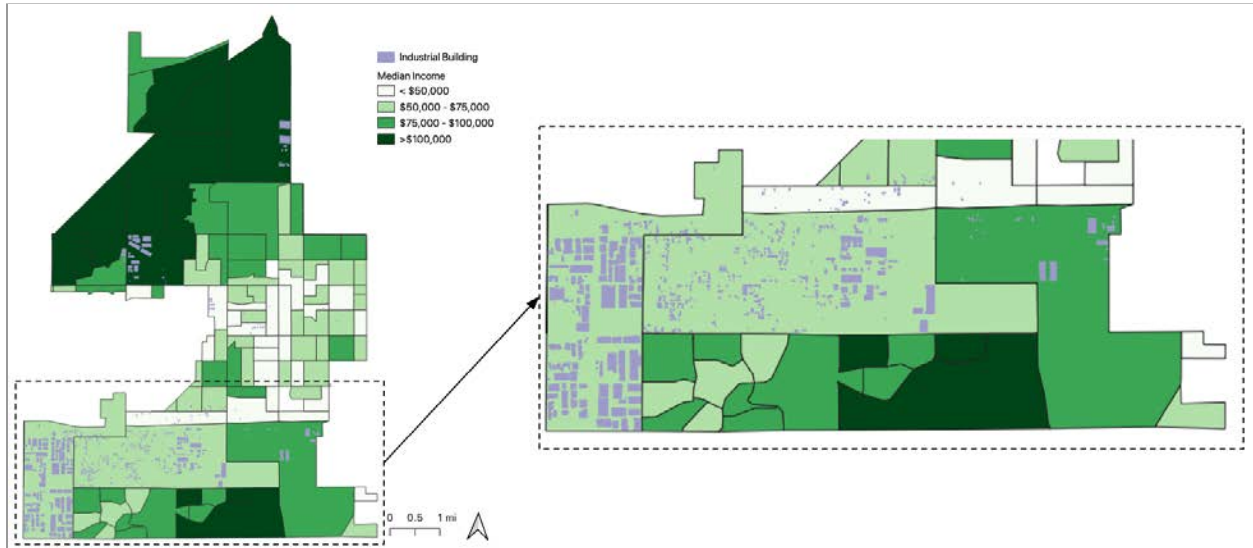 Industrial Building
Median Income
< $50,000
$50,000 - $75,000
$75,000 - $100,000
>$100,000
0 0.5 1 mi